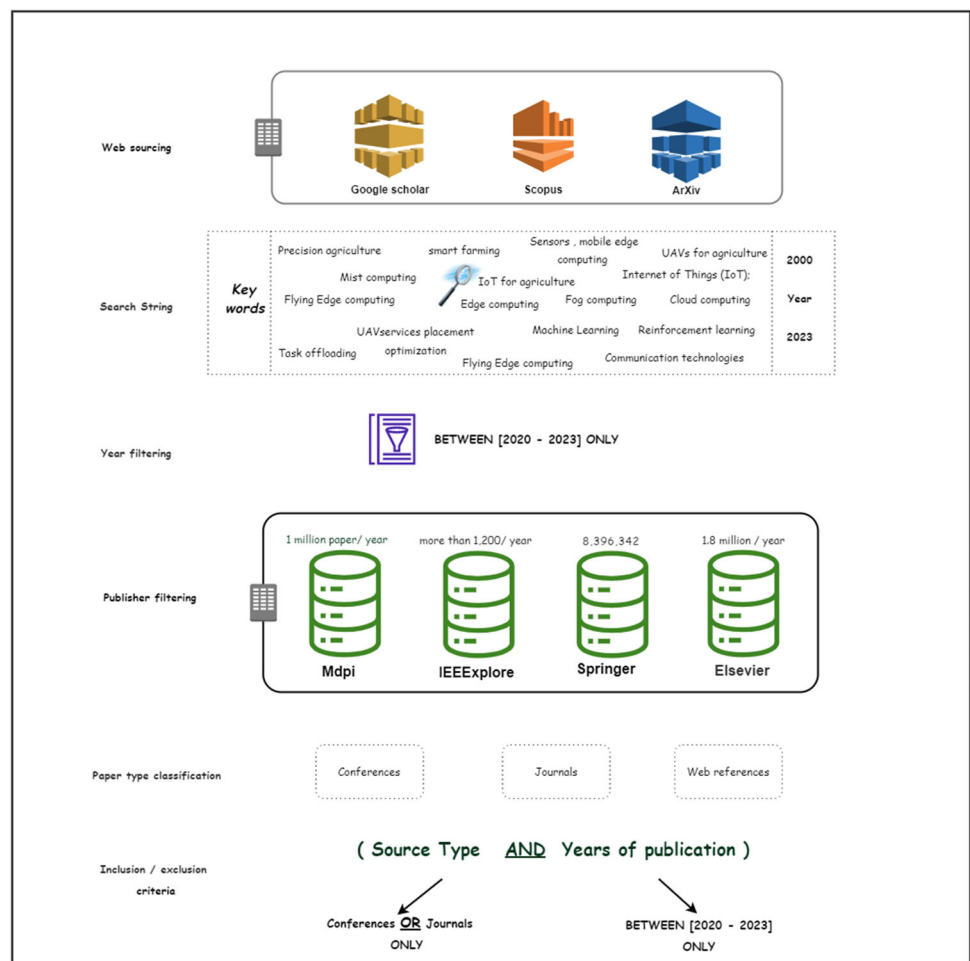 Web sourcing
Google scholar
Scopus
ArXiv
Search String
Key
words
Precision agriculture
smart farming
Sensors , mobile edge
computing
UAVs for agriculture
Mist computing
IoT for agriculture
Internet of Things (IoT);
Flying Edge computing
Edge computing
Fog computing
Cloud computing
UAVservices placement
optimization
Machine Learning
Reinforcement learning
Task offloading
Flying Edge computing
Communication technologies
2000
Year
2023
Year filtering
BETWEEN [2020 - 2023] ONLY
Publisher filtering
1 million paper/ year
more than 1,200/ year
8,396,342
1.8 million / year
Mdpi
IEEExplore
Springer
Elsevier
Paper type classification
Conferences
Journals
Web references
Inclusion / exclusion
criteria
( Source Type AND Years of publication )
Conferences OR Journals
ONLY
BETWEEN [2020 - 2023]
ONLY